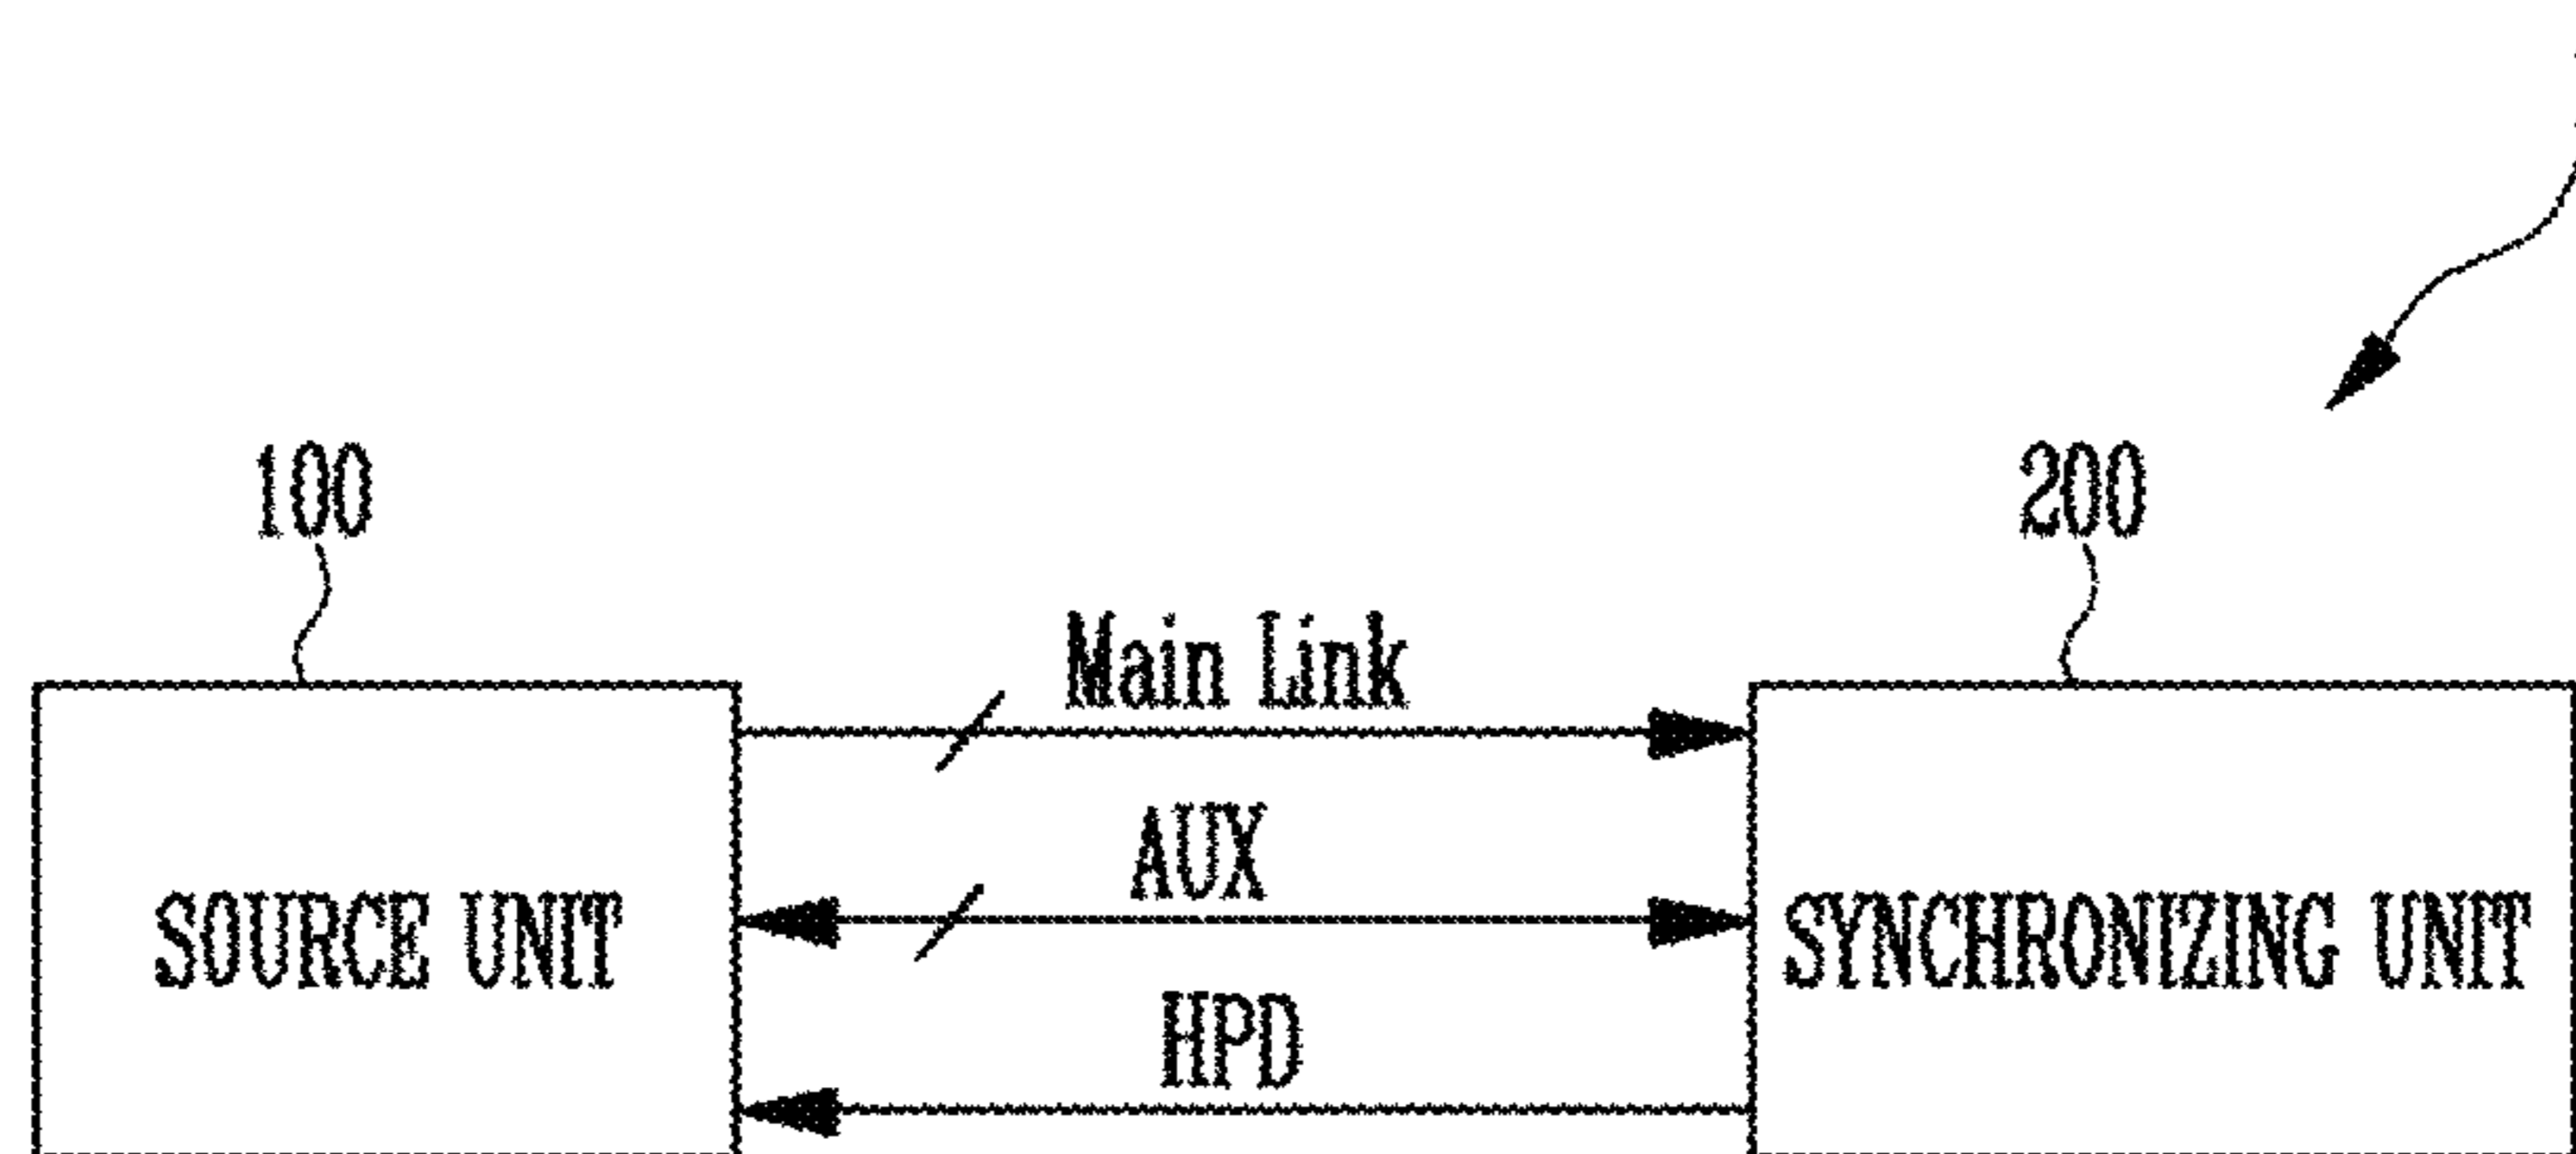 100
200
Main Link
AUX
SOURCE UNIT
SYNCHRONIZING UNIT
HPD